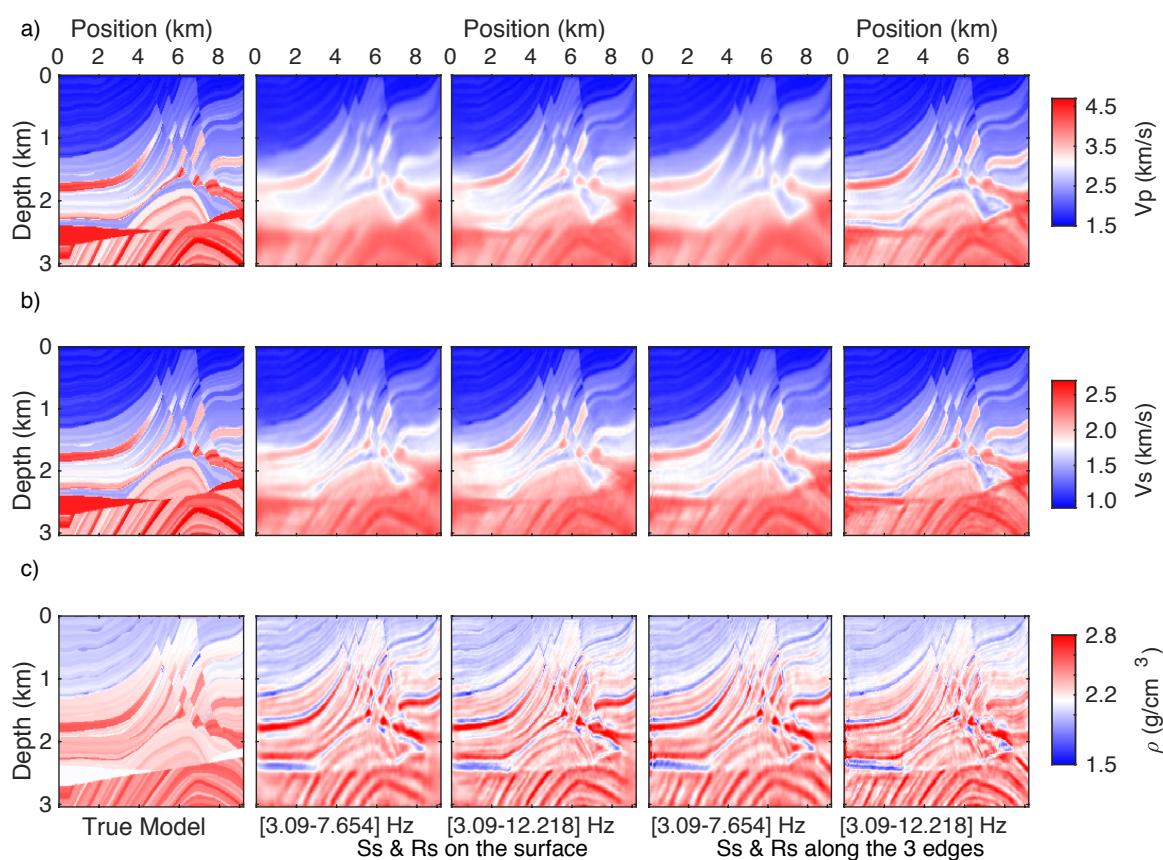 a)
Position (km) Position (km) Position (km)
0 2 4 6 8 0 2 4 6 8 0 2 4 6 8 0 2 4 6 8 0 2 4 6 8
Depth (km)
0
1
2
3
4.5
3.5
2.5
1.5
Vp (km/s)
b)
Depth (km)
0
1
2
3
2.5
2.0
1.5
1.0
Vs (km/s)
c)
Depth (km)
0
1
2
3
2.8
2.2
1.5
ρ (g/cm 3)
True Model [3.09-7.654] Hz [3.09-12.218] Hz [3.09-7.654] Hz [3.09-12.218] Hz
Ss & Rs on the surface Ss & Rs along the 3 edges